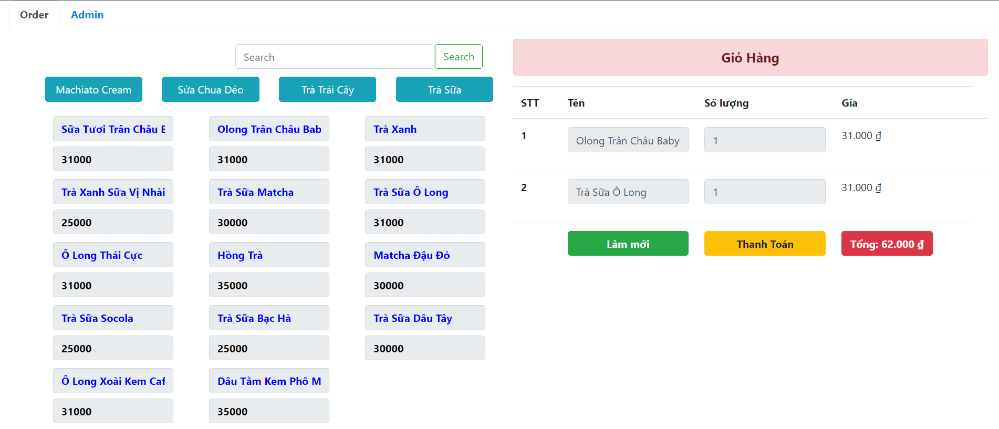 Order Admin
Search Search
Machiato Cream Sửa Chua Dẻo Trà Trái Cây Trà Sữa
Sữa Tươi Trân Châu Olong Trân Châu Bab Trà Xanh
31000 31000 31000
Trà Xanh Sữa Vị Nhài Trà Sữa Matcha Trà Sữa Ô Long
25000 30000 31000
Ô Long Thái Cực Hồng Trà Matcha Đậu Đỏ
31000 35000 30000
Trà Sữa Socola Trà Sữa Bạc Hà Trà Sữa Dâu Tây
25000 25000 30000
Ô Long Xoài Kem Caf Dâu Tằm Kem Phô M
31000 35000
Giỏ Hàng
STT Tên Số lượng Gía
1 Olong Trân Châu Baby 1 31.000 ₫
2 Trà Sữa Ô Long 1 31.000 ₫
Làm mới Thanh Toán Tổng: 62.000 ₫